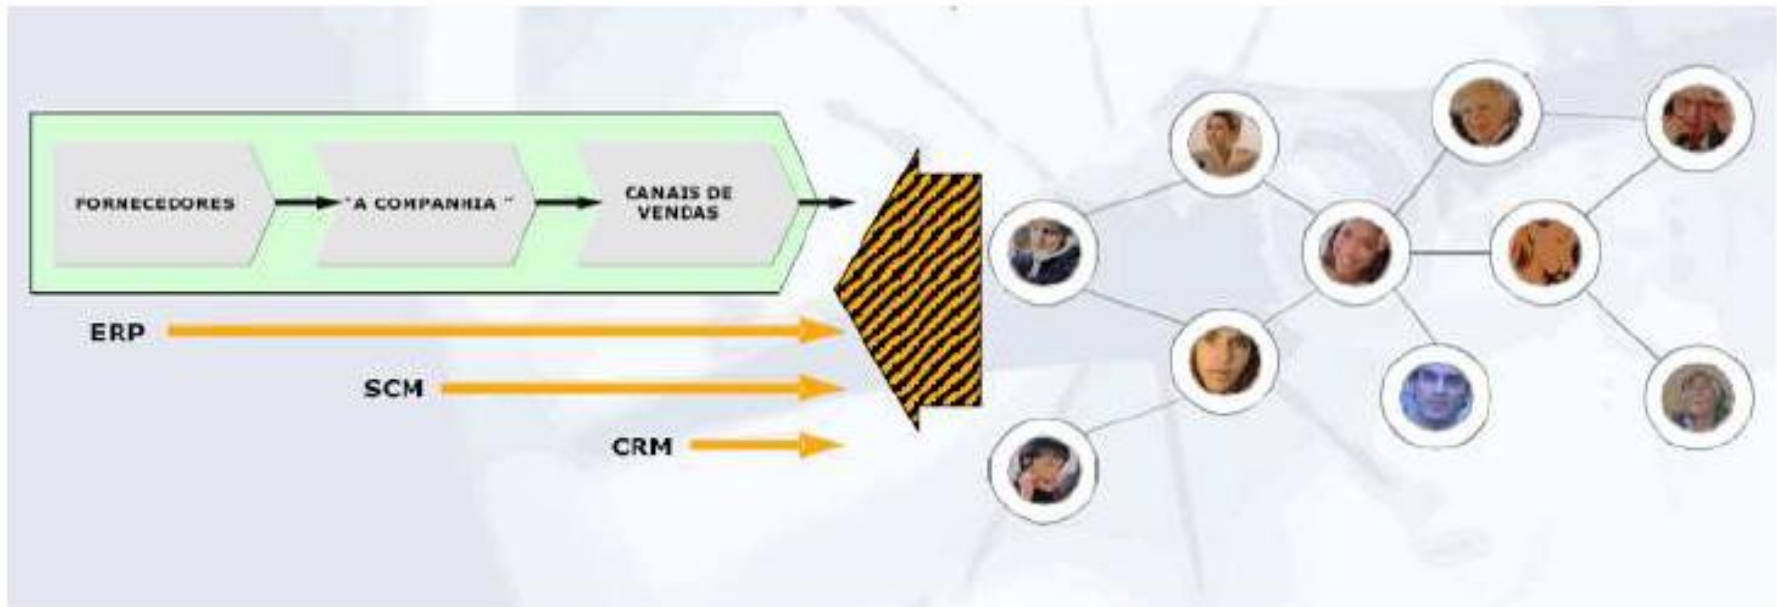 FORNECEDORES
"A COMPANHIA "
CANAIS DE
VENDAS
ERP
SCM
CRM